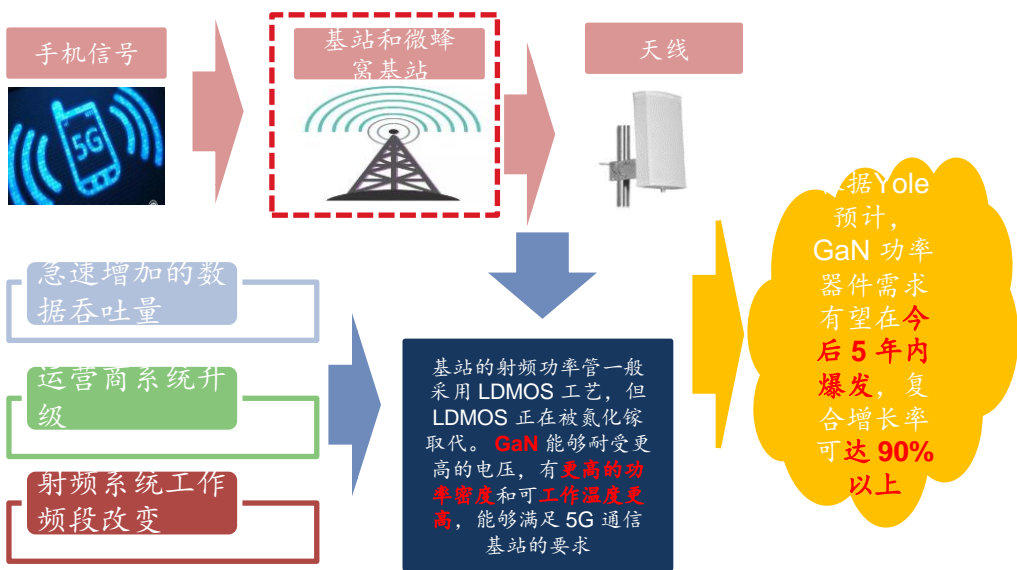 手机信号
基站和微蜂
窝基站
天线
5G
急速增加的数
据吞吐量
运营商系统升
级
射频系统工作
频段改变
基站的射频功率管一般
采用 LDMOS 工艺，但
LDMOS 正在被氮化镓
取代。GaN 能够耐受更
高的电压，有更高的功
率密度和可工作温度更
高，能够满足 5G 通信
基站的要求
据Yole
预计，
GaN 功率
器件需求
有望在今
后 5 年内
爆发，复
合增长率
可达 90%
以上